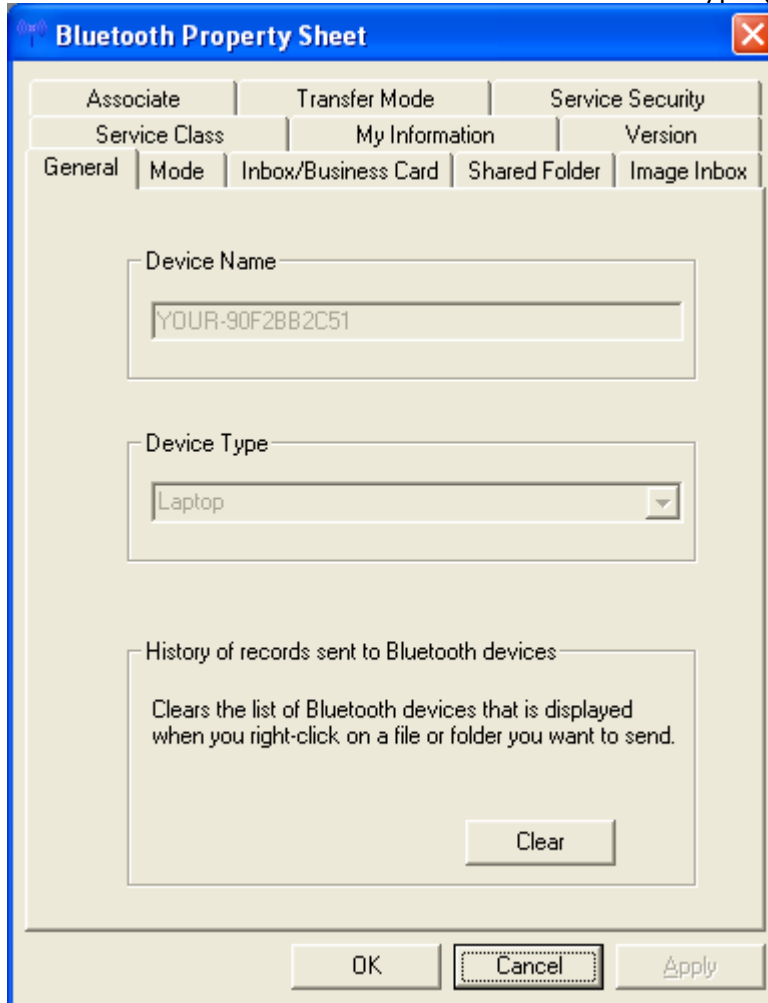 Bluetooth Property Sheet
Associate Transfer Mode Service Security
Service Class My Information Version
General Mode Inbox/Business Card Shared Folder Image Inbox
Device Name
YOUR-90F2BB2C51
Device Type
Laptop
History of records sent to Bluetooth devices
Clears the list of Bluetooth devices that is displayed
when you right-click on a file or folder you want to send.
Clear
OK Cancel Apply